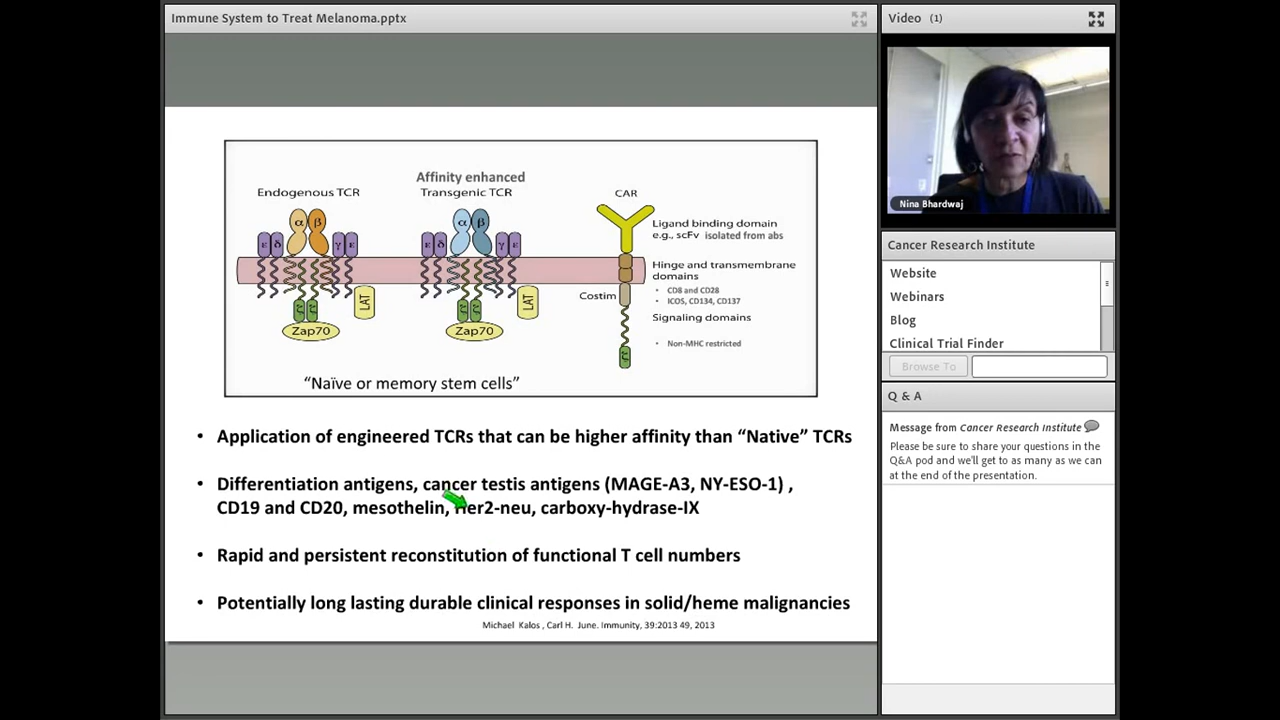 Immune System to Treat Melanoma.pptx
Affinity enhanced
Endogenous TCR
Transgenic TCR
CAR
α β
ε δ
γ ε
LAT
ζ ζ
Zap70
α β
ε δ
γ ε
LAT
ζ ζ
Zap70
Ligand binding domain
e.g., scFv isolated from abs
Hinge and transmembrane
domains
• CD8 and CD28
• ICOS, CD134, CD137
Costim
Signaling domains
• Non-MHC restricted
ζ
“Naïve or memory stem cells”
• Application of engineered TCRs that can be higher affinity than “Native” TCRs
• Differentiation antigens, cancer testis antigens (MAGE-A3, NY-ESO-1) ,
CD19 and CD20, mesothelin, Her2-neu, carboxy-hydrase-IX
• Rapid and persistent reconstitution of functional T cell numbers
• Potentially long lasting durable clinical responses in solid/heme malignancies
Michael Kalos , Carl H. June. Immunity, 39:2013 49, 2013
Video (1)
Nina Bhardwaj
Cancer Research Institute
Website
Webinars
Blog
Clinical Trial Finder
Browse To
Q & A
Message from Cancer Research Institute
Please be sure to share your questions in the
Q&A pod and we'll get to as many as we can
at the end of the presentation.